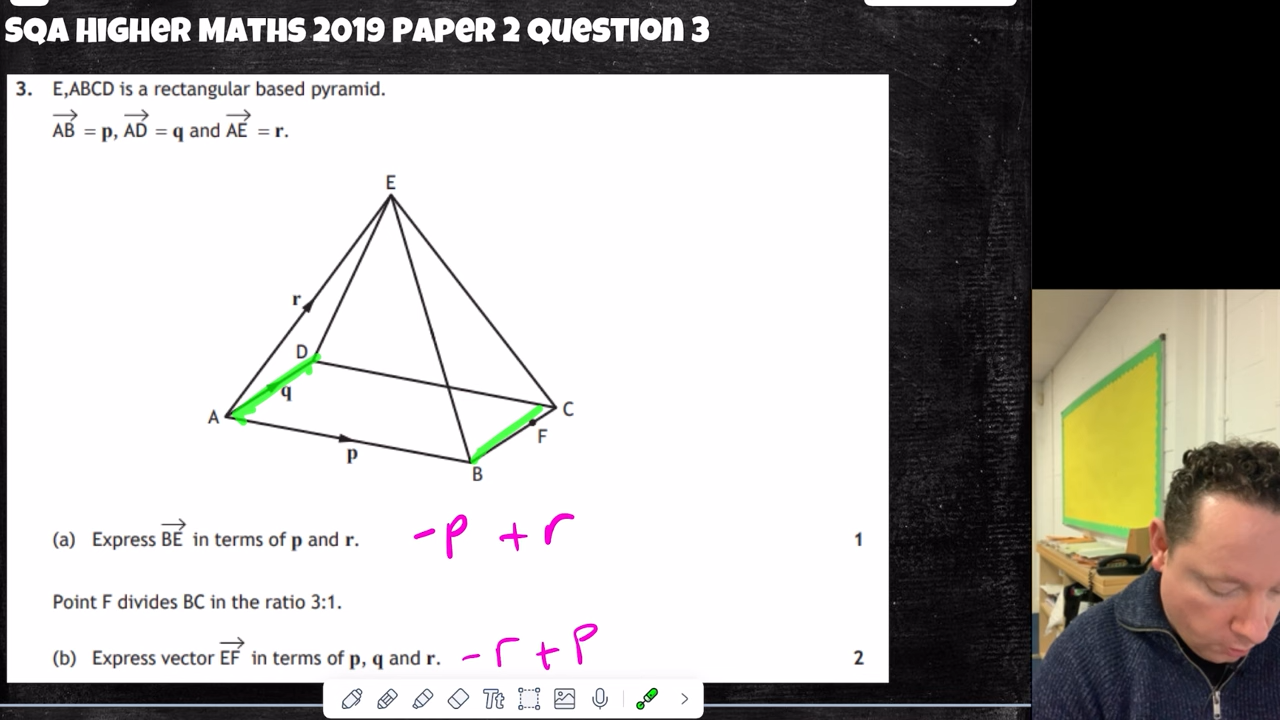 SQA HIGHER MATHS 2019 PAPER 2 QUESTION 3
3. E,ABCD is a rectangular based pyramid.
AB = p, AD = q and AE = r.
E
r
D
q
A
C
F
p
B
(a) Express BE in terms of p and r. -p + r 1
Point F divides BC in the ratio 3:1.
(b) Express vector EF in terms of p, q and r. -r + p 2
Tt